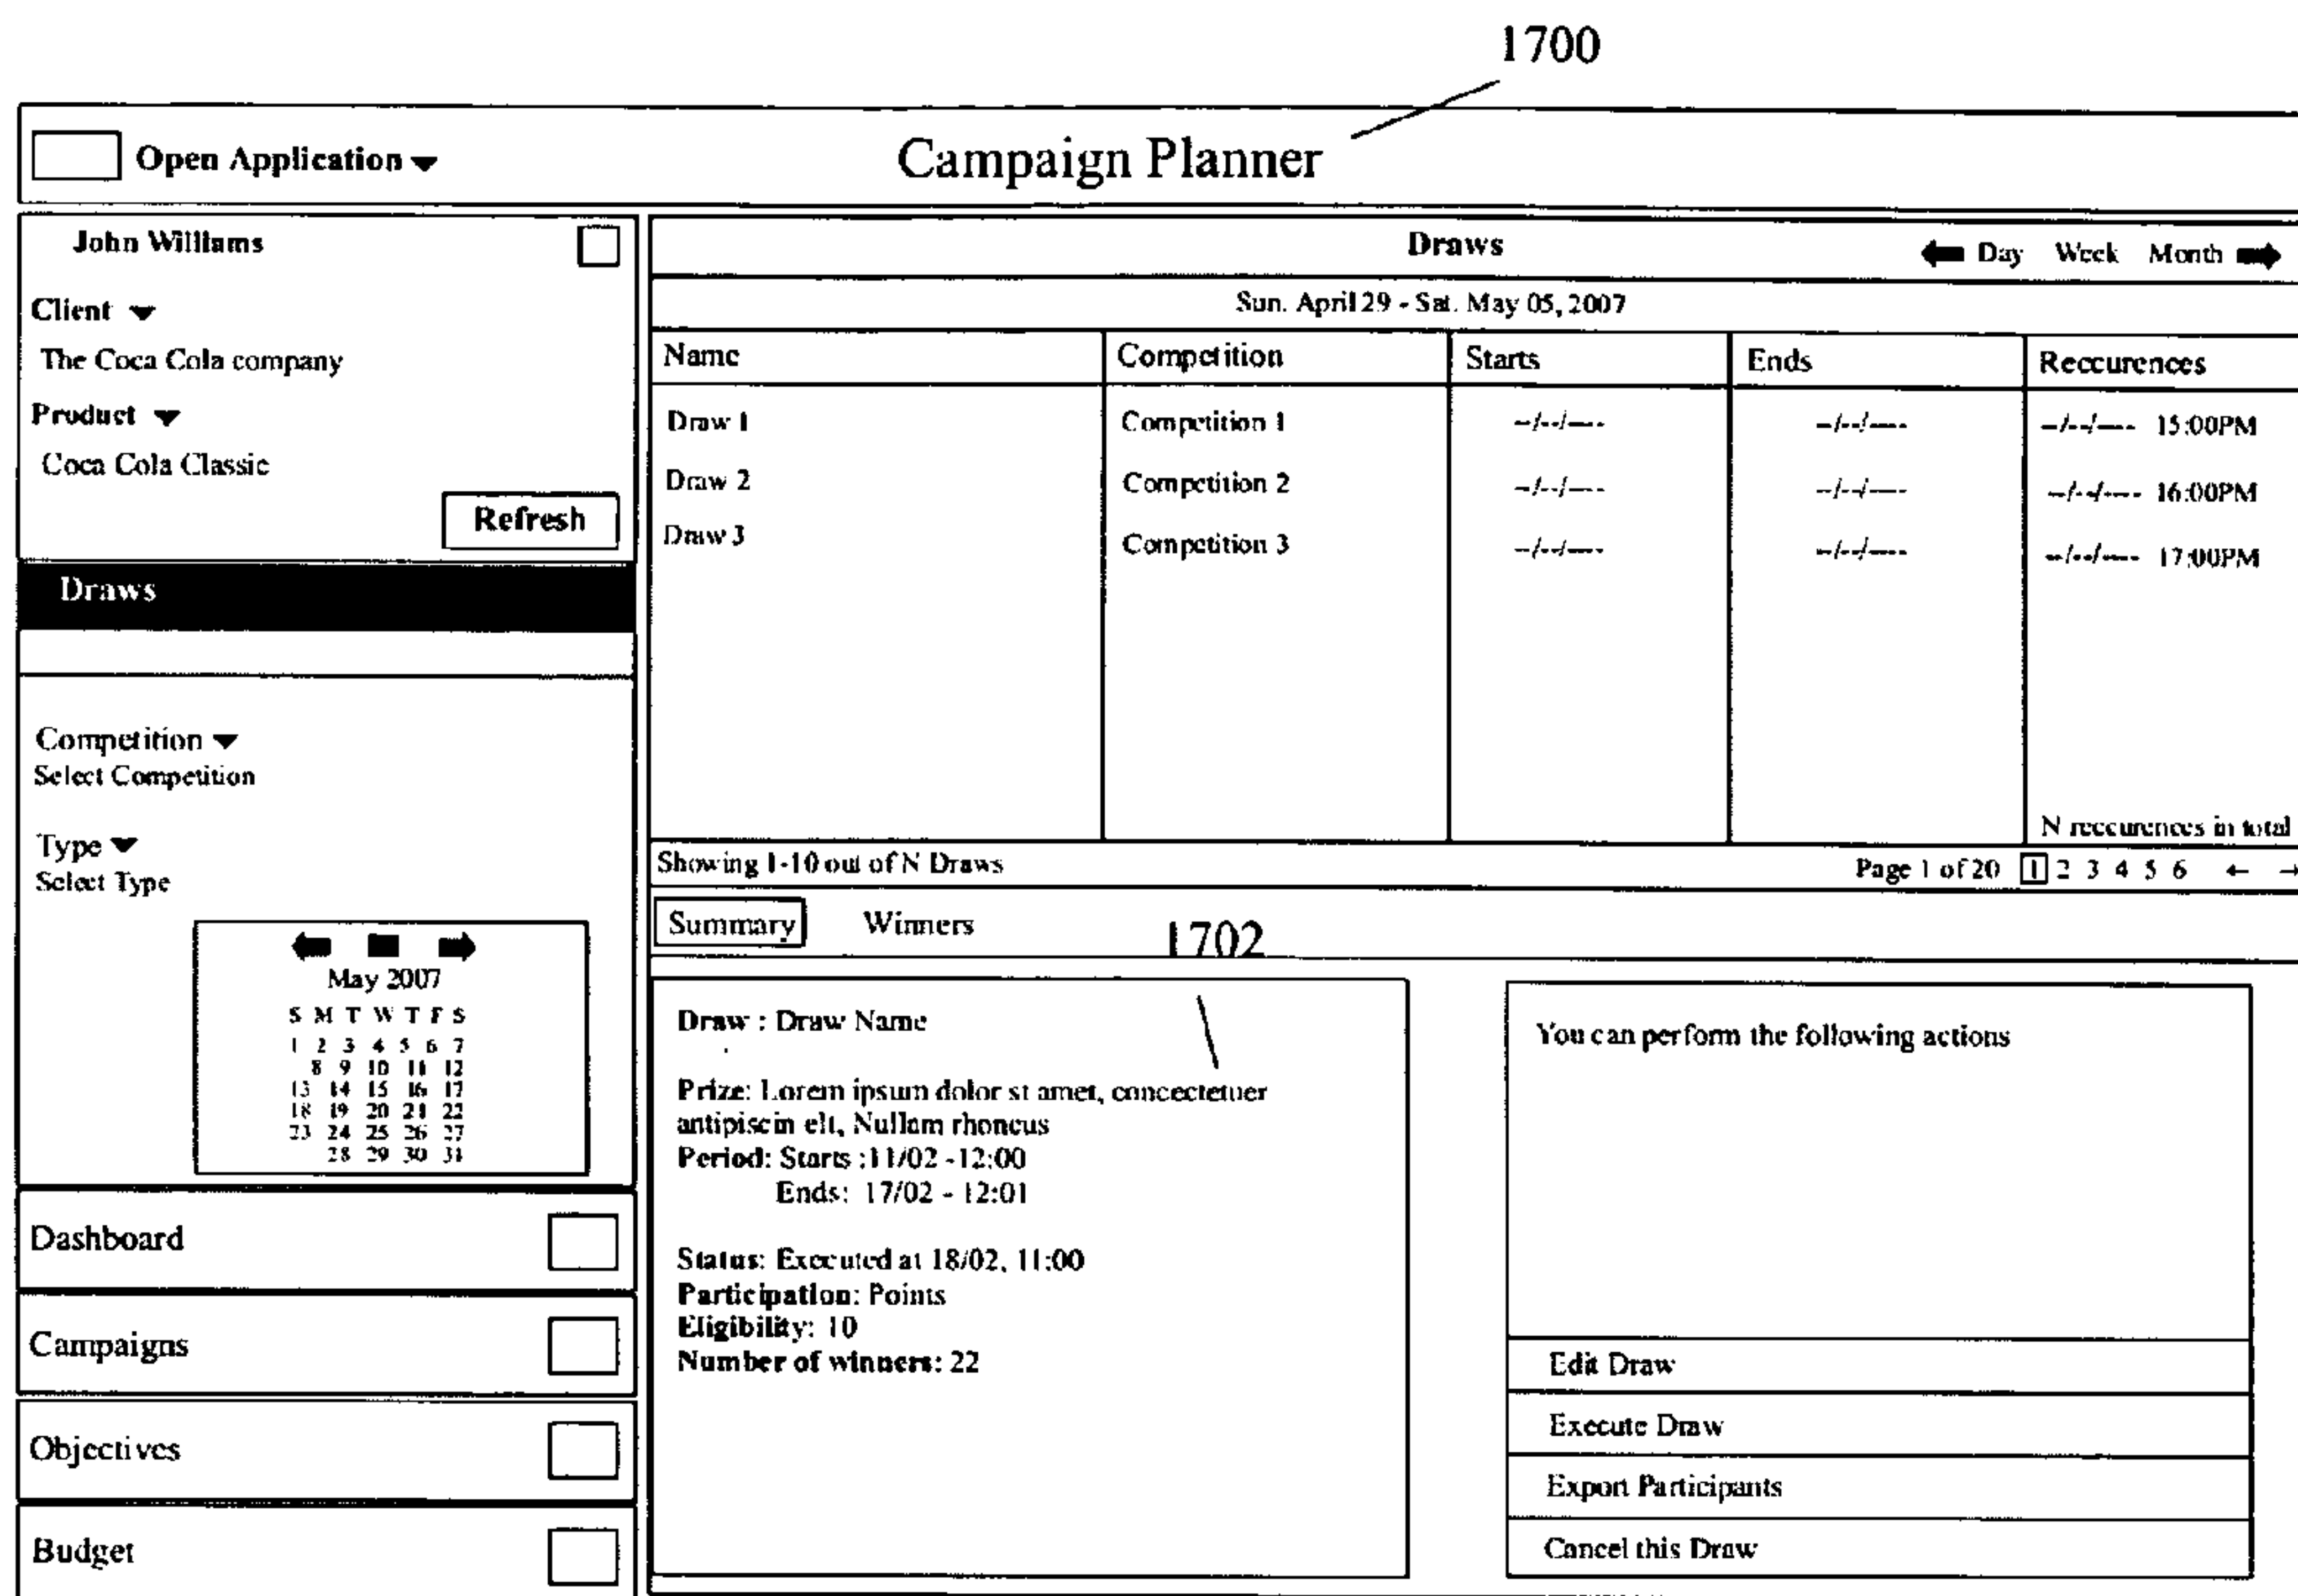 1700
Open Application
Campaign Planner
John Williams
Client
The Coca Cola company
Product
Coca Cola Classic
Refresh
Draws
Competition
Select Competition
Type
Select Type
May 2007
S M T W T F S
1 2 3 4 5 6 7
8 9 10 11 12
13 14 15 16 17
18 19 20 21 22
23 24 25 26 27
28 29 30 31
Dashboard
Campaigns
Objectives
Budget
Draws
Day Week Month
Sun. April 29 - Sat. May 05, 2007
Name Competition Starts Ends Reccurences
Draw 1 Competition 1 --/--/---- --/--/---- --/--/---- 15:00PM
Draw 2 Competition 2 --/--/---- --/--/---- --/--/---- 16:00PM
Draw 3 Competition 3 --/--/---- --/--/---- --/--/---- 17:00PM
N reccurences in total
Showing 1-10 out of N Draws Page 1 of 20 1 2 3 4 5 6 ← →
Summary Winners
1702
Draw : Draw Name
Prize: Lorem ipsum dolor st amet, concectetuer
antipiscin elt, Nullam rhoncus
Period: Starts :11/02 -12:00
Ends: 17/02 - 12:01
Status: Executed at 18/02, 11:00
Participation: Points
Eligibility: 10
Number of winners: 22
You can perform the following actions
Edit Draw
Execute Draw
Export Participants
Cancel this Draw